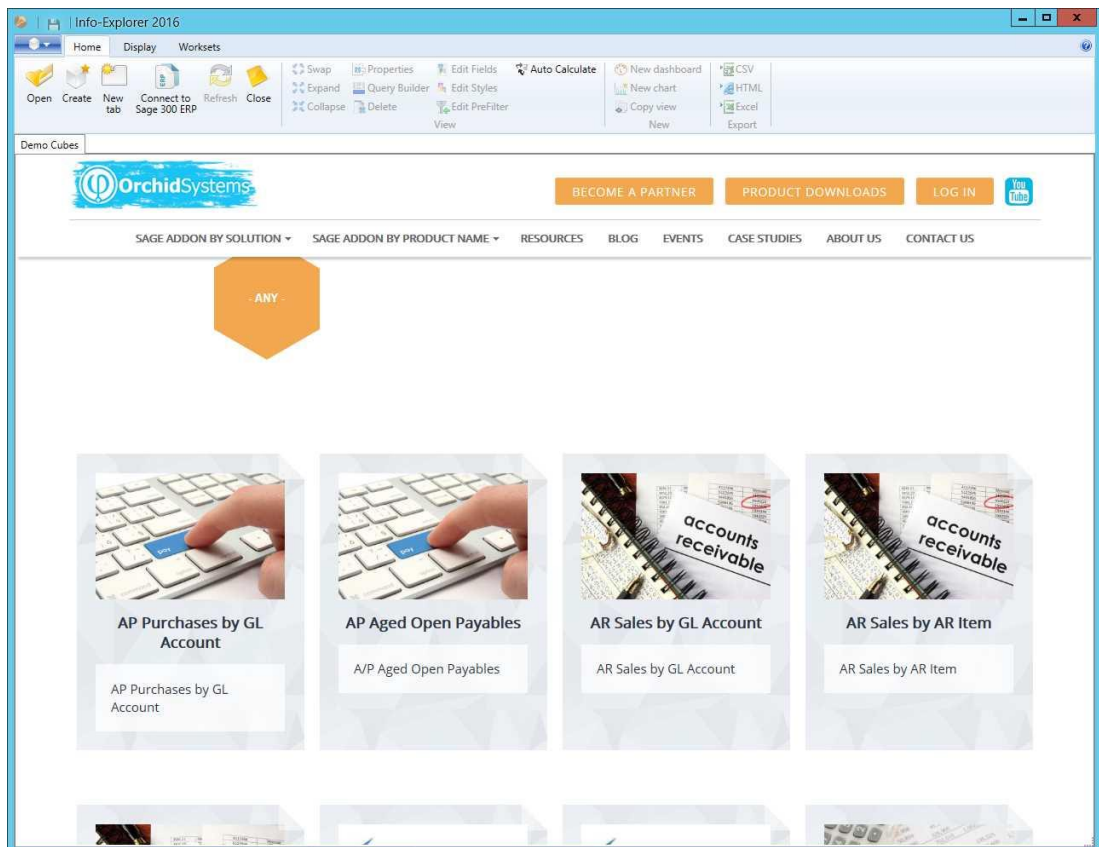 Info-Explorer 2016
Home Display Worksets
Swap Properties Edit Fields Auto Calculate New dashboard CSV
Expand Query Builder Edit Styles New chart HTML
Collapse Delete Edit PreFilter Copy view Excel
Open Create New tab Connect to Sage 300 ERP Refresh Close
View New Export
Demo Cubes
OrchidSystems
BECOME A PARTNER PRODUCT DOWNLOADS LOG IN You Tube
SAGE ADDON BY SOLUTION SAGE ADDON BY PRODUCT NAME RESOURCES BLOG EVENTS CASE STUDIES ABOUT US CONTACT US
- ANY -
pay
pay
accounts
receivable
accounts
receivable
AP Purchases by GL
Account
AP Purchases by GL
Account
AP Aged Open Payables
A/P Aged Open Payables
AR Sales by GL Account
AR Sales by GL Account
AR Sales by AR Item
AR Sales by AR Item